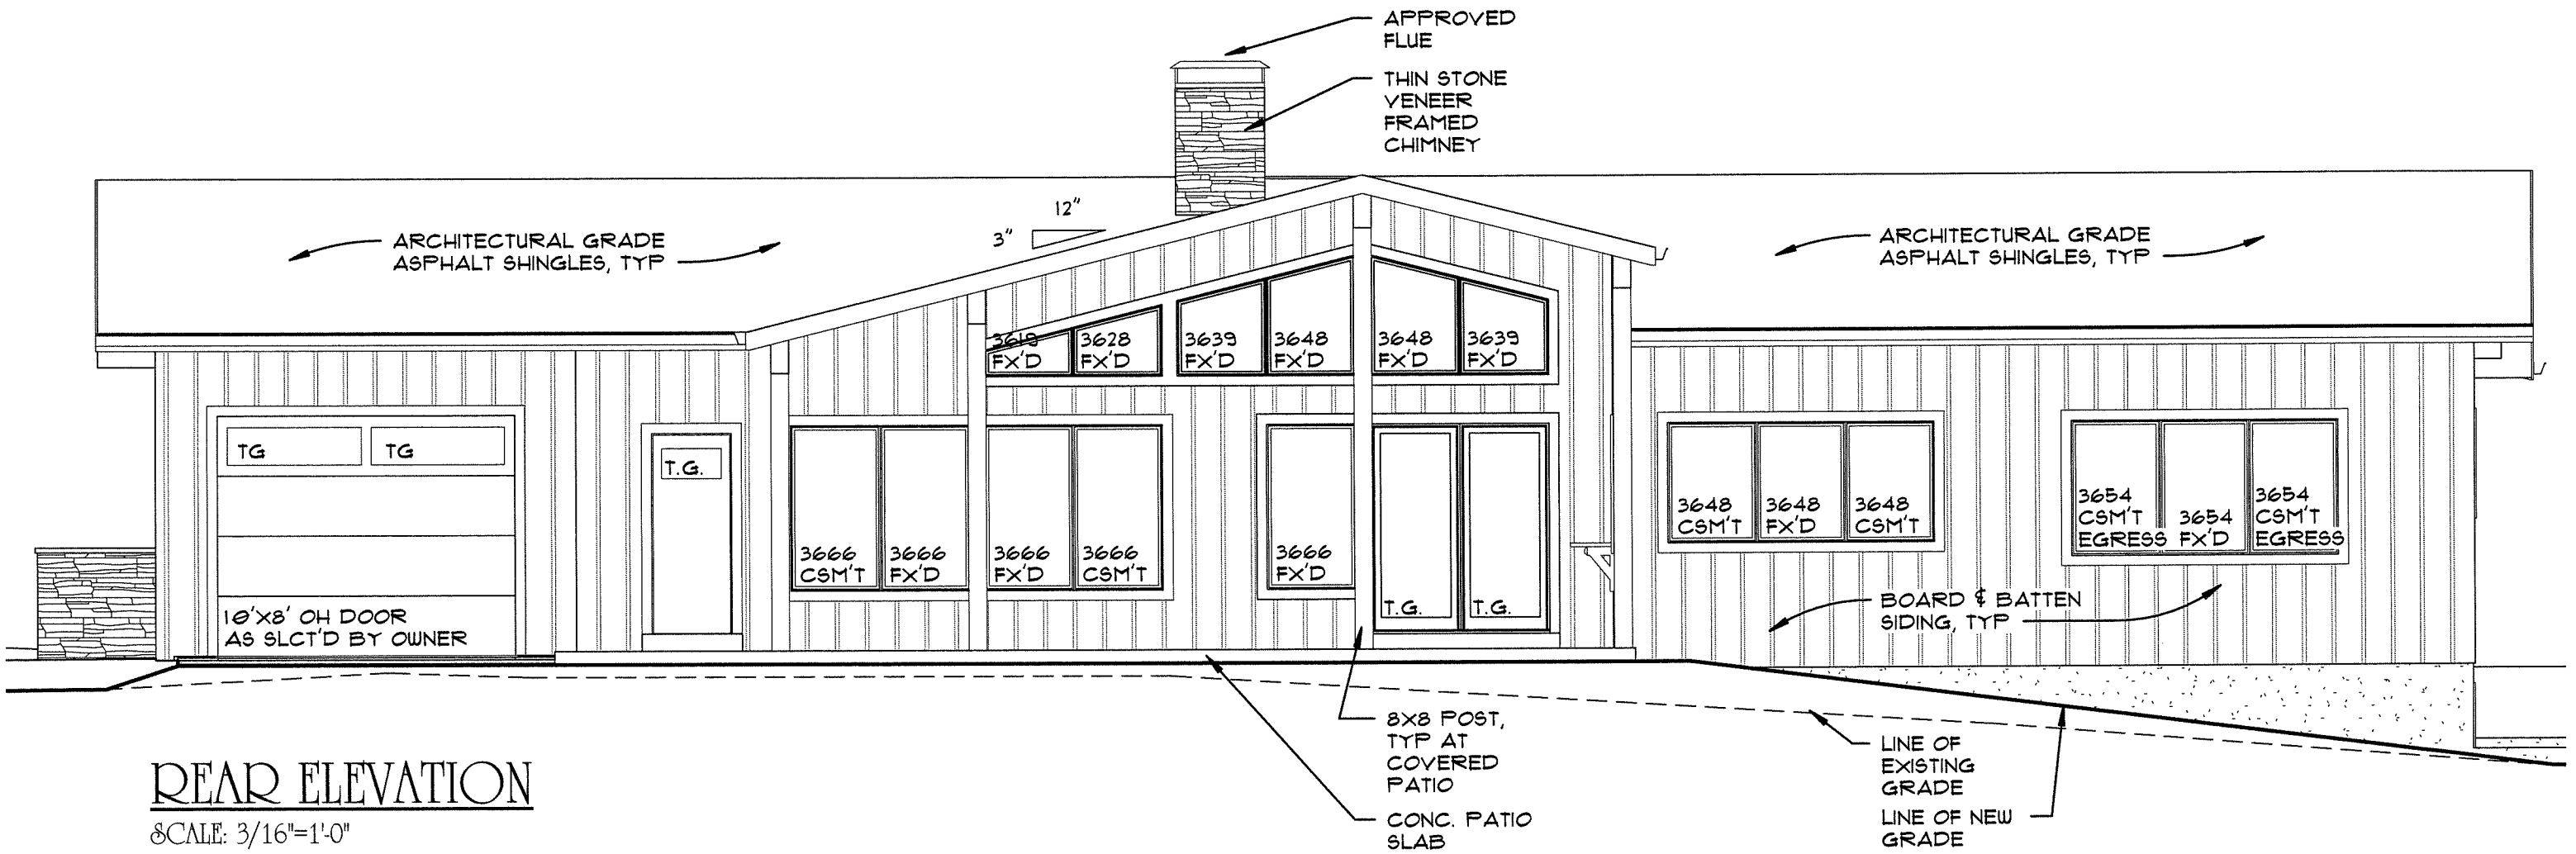 APPROVED
FLUE
THIN STONE
VENEER
FRAMED
CHIMNEY
12"
3"
ARCHITECTURAL GRADE
ASPHALT SHINGLES, TYP
ARCHITECTURAL GRADE
ASPHALT SHINGLES, TYP
3619
FX'D
3628
FX'D
3639
FX'D
3648
FX'D
3648
FX'D
3639
FX'D
TG
TG
T.G.
3666
CSM'T
3666
FX'D
3666
FX'D
3666
CSM'T
3666
FX'D
T.G.
T.G.
3648
CSM'T
3648
FX'D
3648
CSM'T
3654
CSM'T
EGRESS
3654
FX'D
3654
CSM'T
EGRESS
10'X8' OH DOOR
AS SLCT'D BY OWNER
BOARD & BATTEN
SIDING, TYP
8X8 POST,
TYP AT
COVERED
PATIO
CONC. PATIO
SLAB
LINE OF
EXISTING
GRADE
LINE OF NEW
GRADE
REAR ELEVATION
SCALE: 3/16"=1'-0"